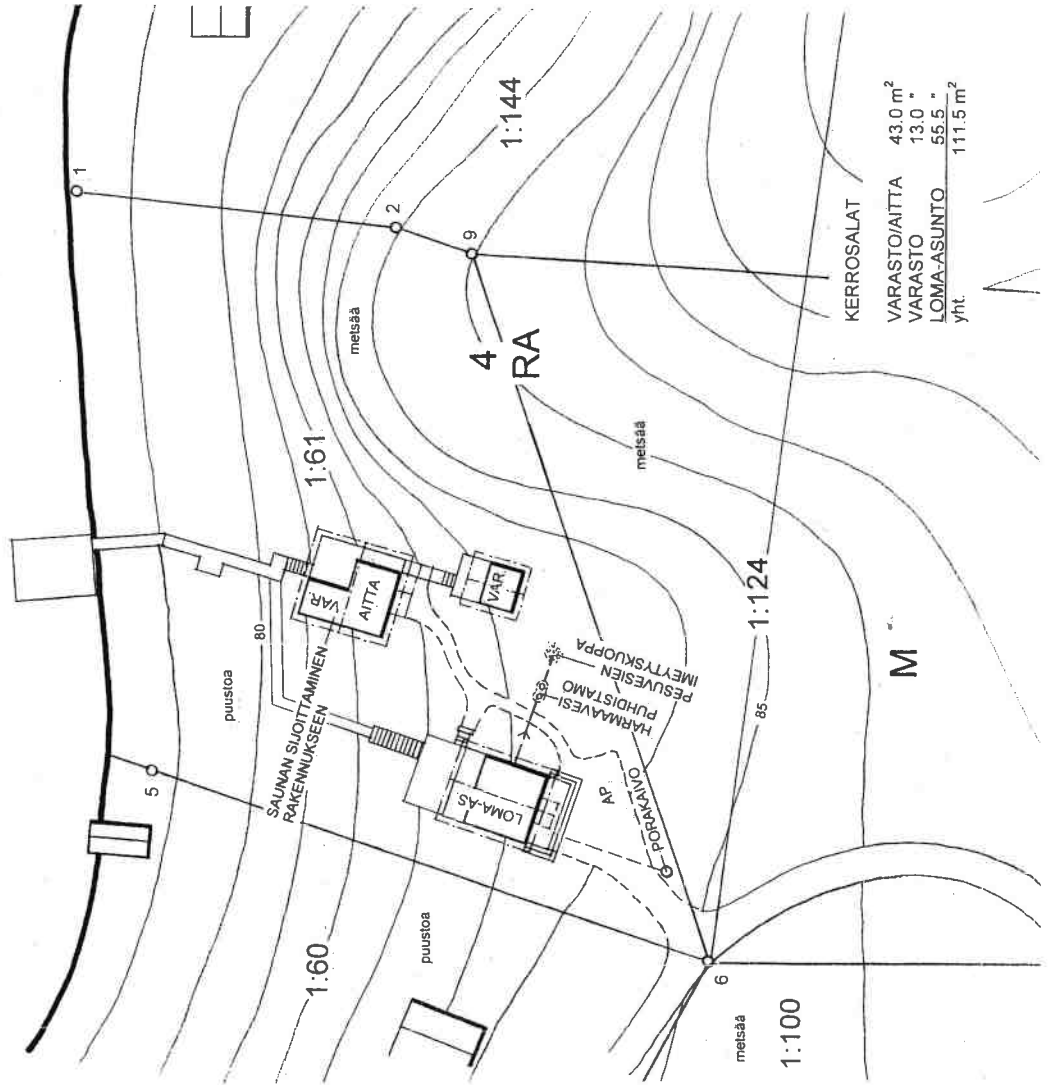 1
2
9
5
6
1:144
4
RA
metsää
1:61
80
puustoa
SAUNAN SIJOITTAMINEN
RAKENNUKSEEN
VAR.
AITTA
VAR.
metsää
LOMA-AS
HARMAAVESI
PUHDISTAMO
PESUVESIEN
IMEYTYSKUOPPA
AP
PORAKAIVO
1:124
85
M
1:60
puustoa
metsää
1:100
KERROSALAT
VARASTO/AITTA 43.0 m²
VARASTO 13.0 "
LOMA-ASUNTO 55.5 "
yht. 111.5 m²